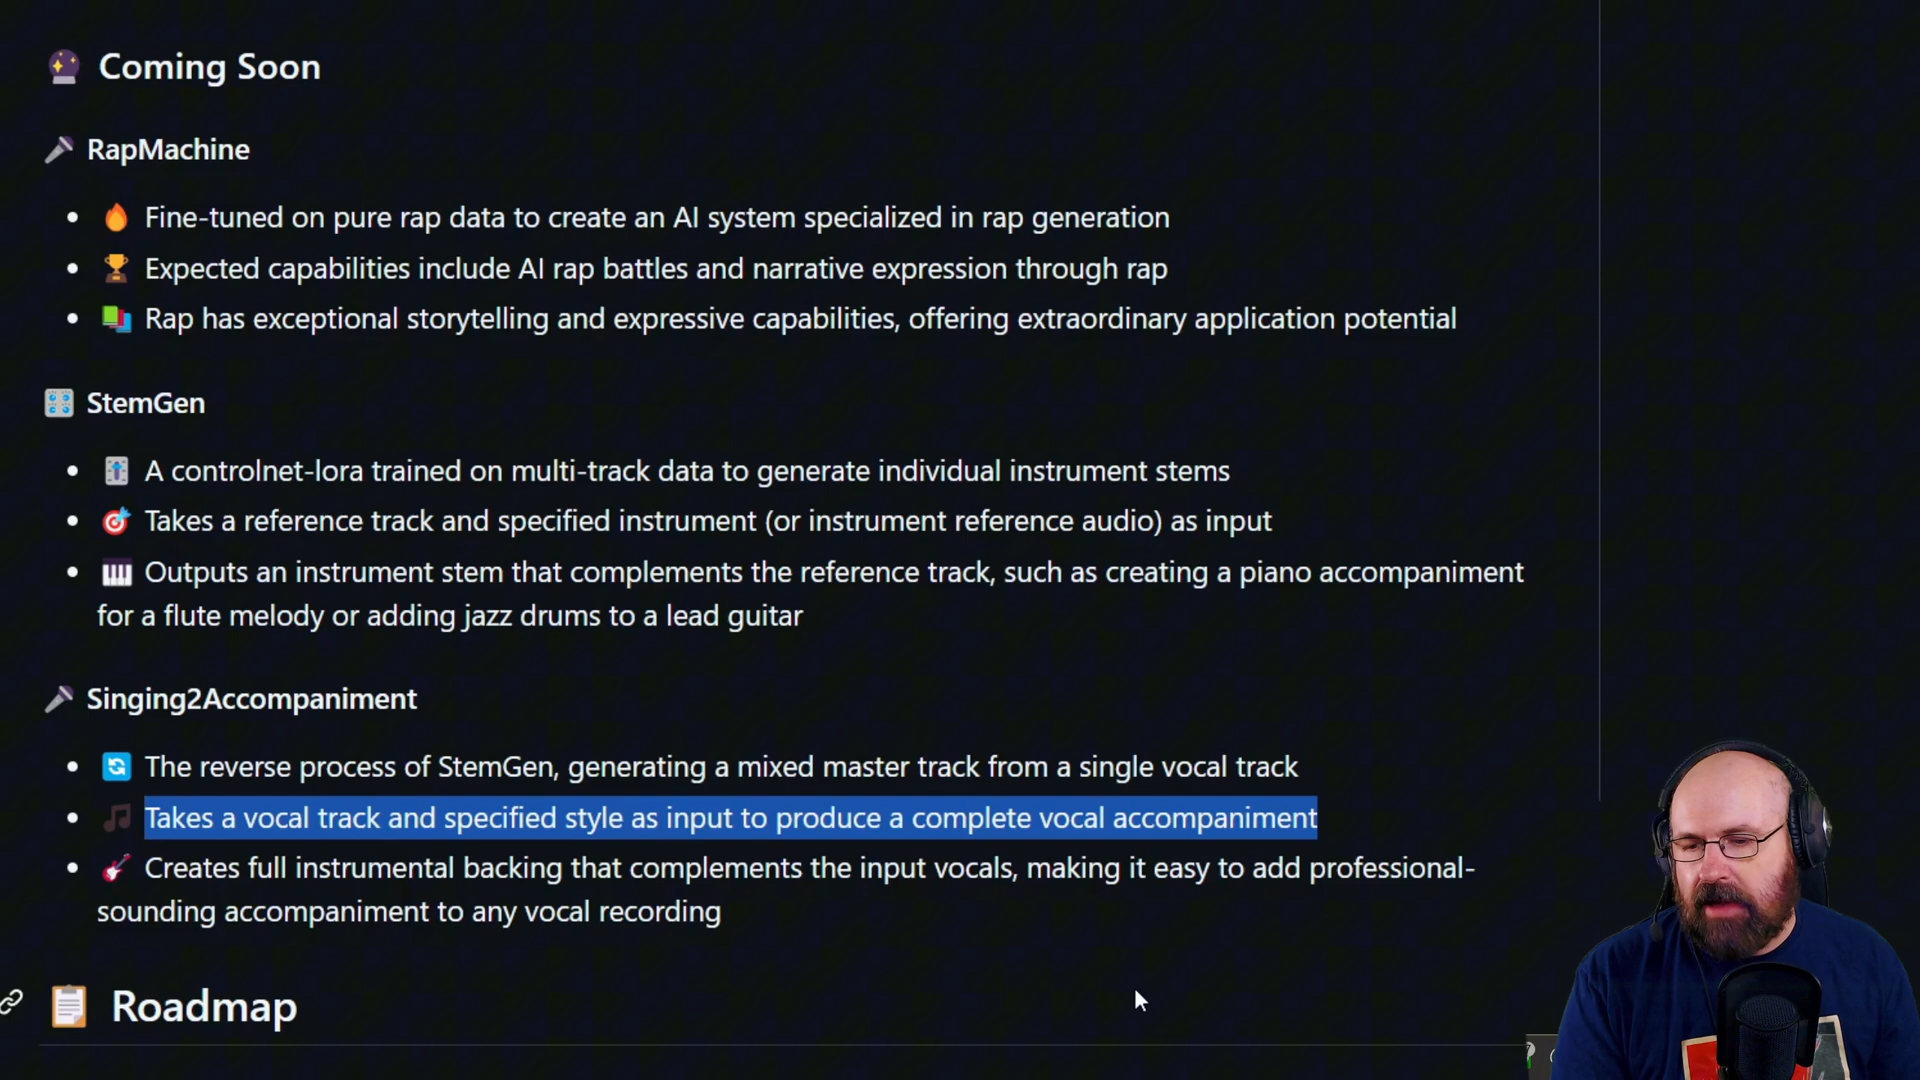 Coming Soon
RapMachine
Fine-tuned on pure rap data to create an AI system specialized in rap generation
Expected capabilities include AI rap battles and narrative expression through rap
Rap has exceptional storytelling and expressive capabilities, offering extraordinary application potential
StemGen
A controlnet-lora trained on multi-track data to generate individual instrument stems
Takes a reference track and specified instrument (or instrument reference audio) as input
Outputs an instrument stem that complements the reference track, such as creating a piano accompaniment
for a flute melody or adding jazz drums to a lead guitar
Singing2Accompaniment
The reverse process of StemGen, generating a mixed master track from a single vocal track
Takes a vocal track and specified style as input to produce a complete vocal accompaniment
Creates full instrumental backing that complements the input vocals, making it easy to add professional-
sounding accompaniment to any vocal recording
Roadmap